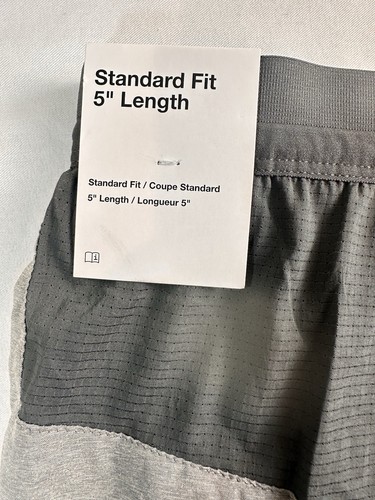 Standard Fit
5" Length
Standard Fit / Coupe Standard
5" Length / Longueur 5"
i